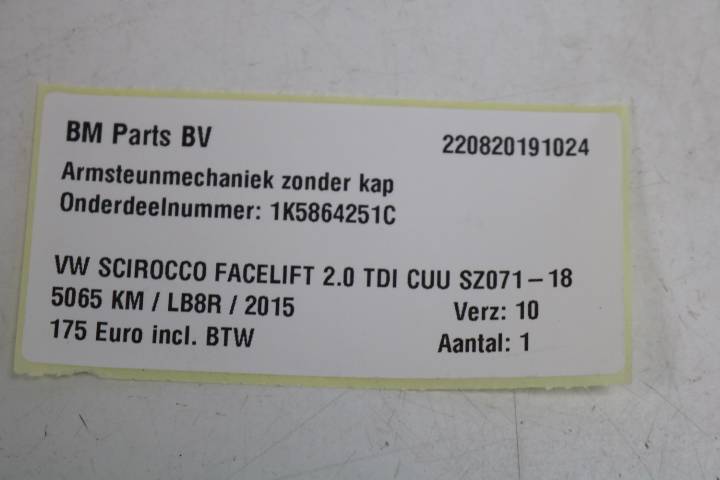 BM Parts BV 220820191024
Armsteunmechaniek zonder kap
Onderdeelnummer: 1K5864251C
VW SCIROCCO FACELIFT 2.0 TDI CUU SZ071-18
5065 KM / LB8R / 2015 Verz: 10
175 Euro incl. BTW Aantal: 1